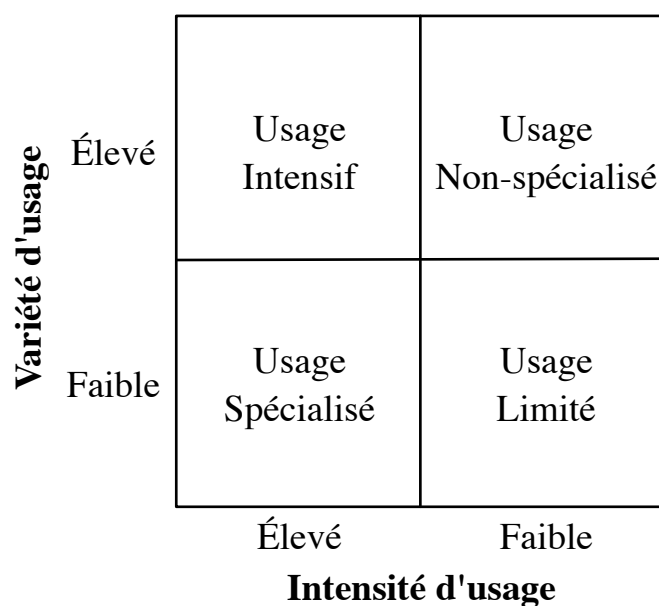 Variété d'usage
Élevé
Usage
Intensif
Usage
Non-spécialisé
Faible
Usage
Spécialisé
Usage
Limité
Élevé
Faible
Intensité d'usage